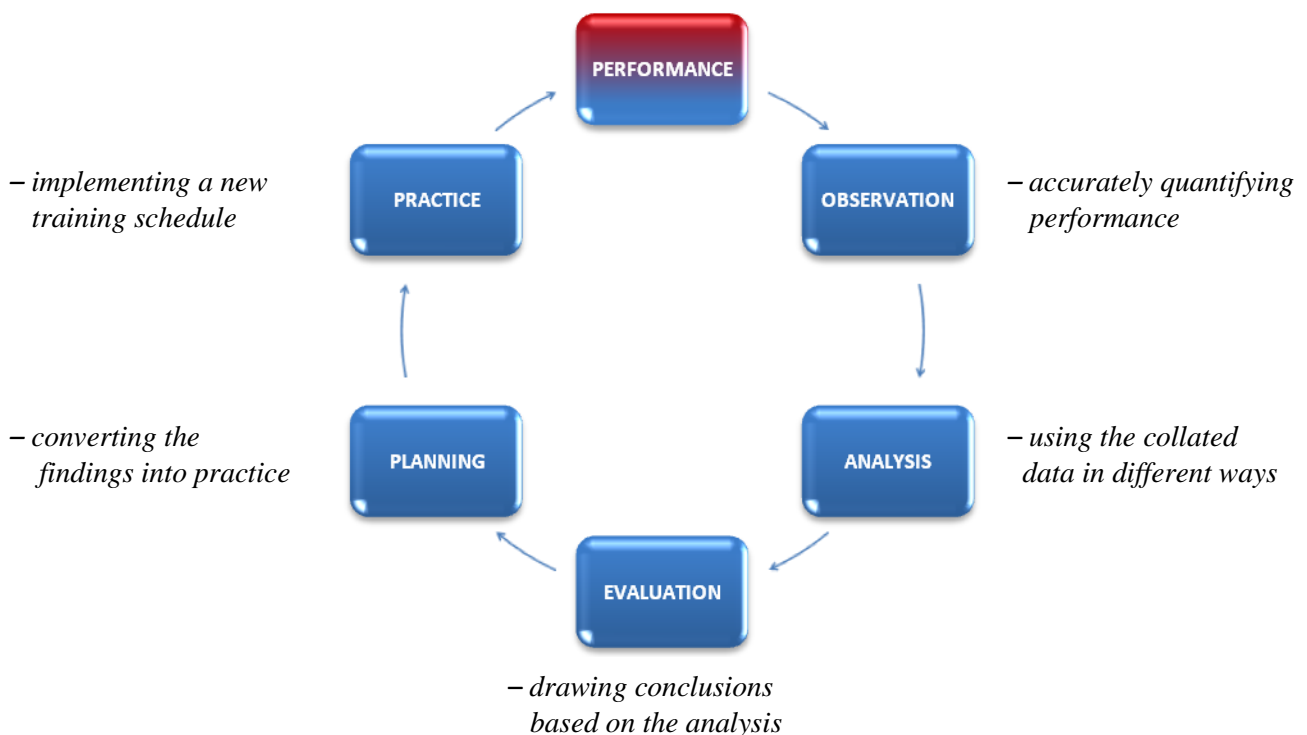 PERFORMANCE
OBSERVATION
– accurately quantifying
performance
ANALYSIS
– using the collated
data in different ways
EVALUATION
– drawing conclusions
based on the analysis
PLANNING
– converting the
findings into practice
PRACTICE
– implementing a new
training schedule